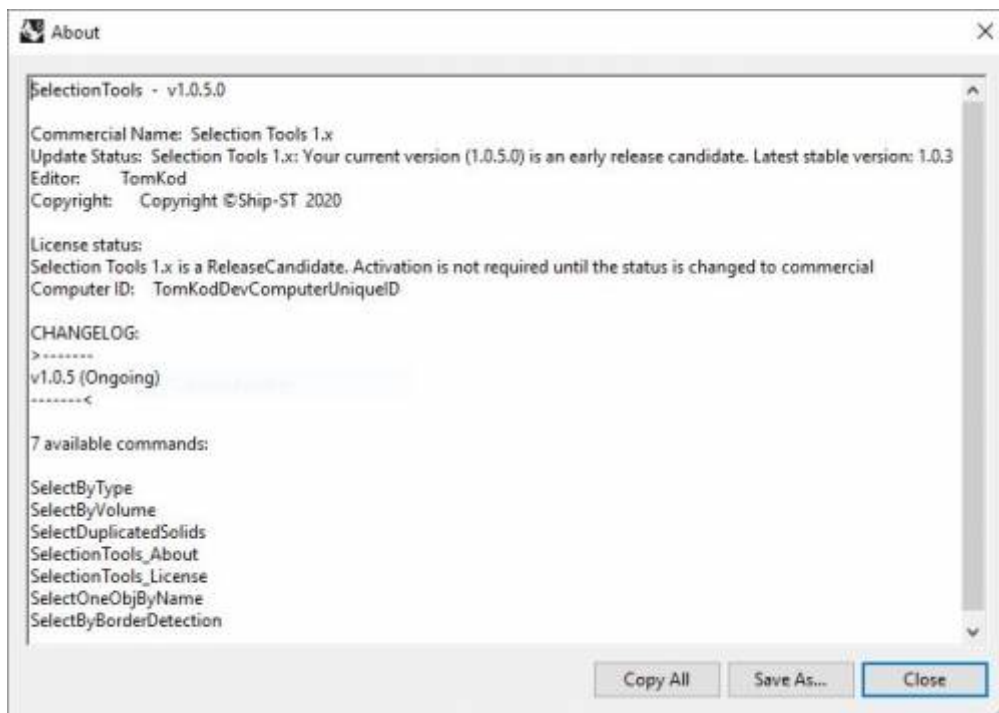 About
SelectionTools - v1.0.5.0
Commercial Name: Selection Tools 1.x
Update Status: Selection Tools 1.x: Your current version (1.0.5.0) is an early release candidate. Latest stable version: 1.0.3
Editor: TomKod
Copyright: Copyright ©Ship-ST 2020
License status:
Selection Tools 1.x is a ReleaseCandidate. Activation is not required until the status is changed to commercial
Computer ID: TomKodDevComputerUniqueID
CHANGELOG:
>-------
v1.0.5 (Ongoing)
-------<
7 available commands:
SelectByType
SelectByVolume
SelectDuplicatedSolids
SelectionTools_About
SelectionTools_License
SelectOneObjByName
SelectByBorderDetection
Copy All Save As... Close